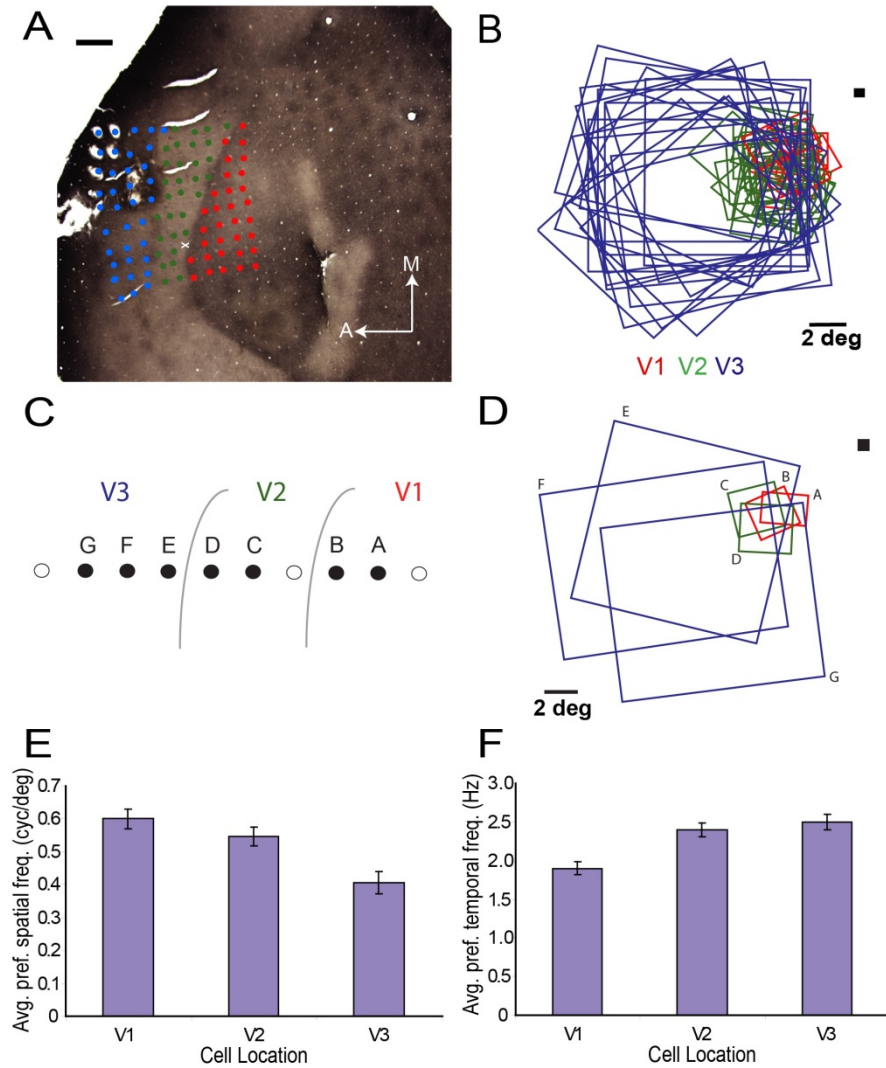 A
M
A
B
2 deg
V1 V2 V3
C
V3 V2 V1
G F E D C B A
D
E
F
C
B
A
D
G
2 deg
E
Avg. pref. spatial freq. (cyc/deg)
0.7
0.6
0.5
0.4
0.3
0.2
0.1
0
V1 V2 V3
Cell Location
F
Avg. pref. temporal freq. (Hz)
3.0
2.5
2.0
1.5
1.0
0.5
0
V1 V2 V3
Cell Location